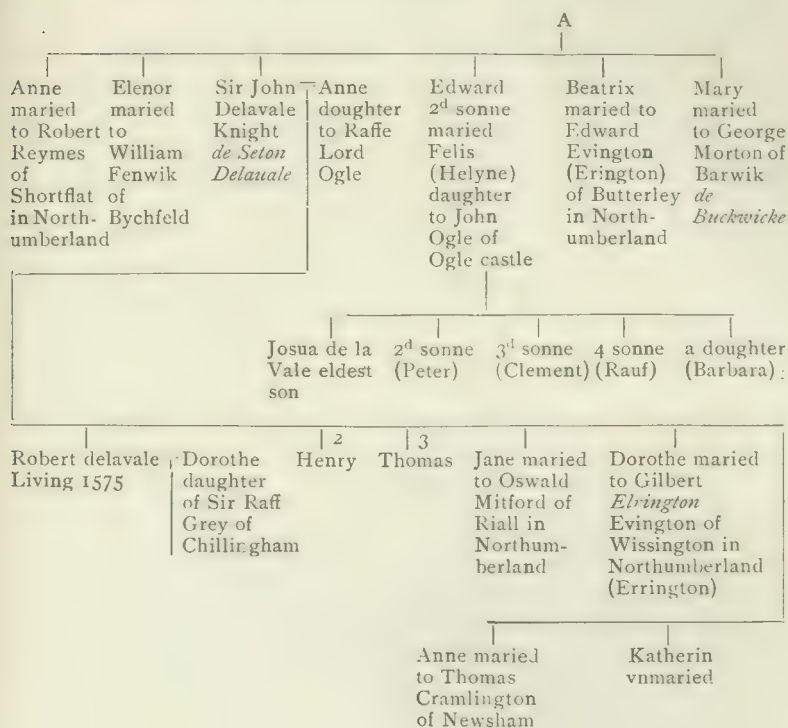 A
Anne
maried
to Robert
Reymes
of
Shortflat
in North-
umberland
Elenor
maried
to
William
Fenwik
of
Bychfeld
Sir John
Delavale
Knight
de Seton
Delauale
Anne
doughter
to Raffe
Lord
Ogle
Edward
2d sonne
maried
Felis
(Helyne)
daughter
to John
Ogle of
Ogle castle
Beatrix
maried to
Edward
Evington
(Erington)
of Butterley
in North-
umberland
Mary
maried
to George
Morton of
Barwik
de
Buckwicke
Josua de la
Vale eldest
son
2d sonne
(Peter)
3d sonne
(Clement)
4 sonne
(Rauf)
a doughter
(Barbara)
Robert delavale
Living 1575
Dorothe
daughter
of Sir Raff
Grey of
Chillingham
2
Henry
3
Thomas
Jane maried
to Oswald
Mitford of
Riall in
Northum-
berland
Dorothe maried
to Gilbert
Elrington
Evington of
Wissington in
Northumberland
(Errington)
Anne maried
to Thomas
Cramlington
of Newsham
Katherin
vnmaried